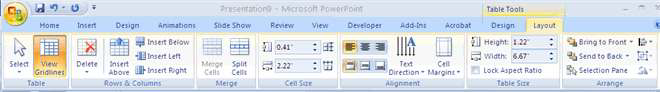 Presentation9 - Microsoft PowerPoint
Table Tools
Home Insert Design Animations Slide Show Review View Developer Add-Ins Acrobat Design Layout
Select
View Gridlines
Table
Delete
Insert Above
Insert Below
Insert Left
Insert Right
Rows & Columns
Merge Cells
Split Cells
Merge
0.41"
2.22"
Cell Size
Text Direction
Cell Margins
Alignment
Height: 1.22"
Width: 6.67"
Lock Aspect Ratio
Table Size
Bring to Front
Send to Back
Selection Pane
Arrange